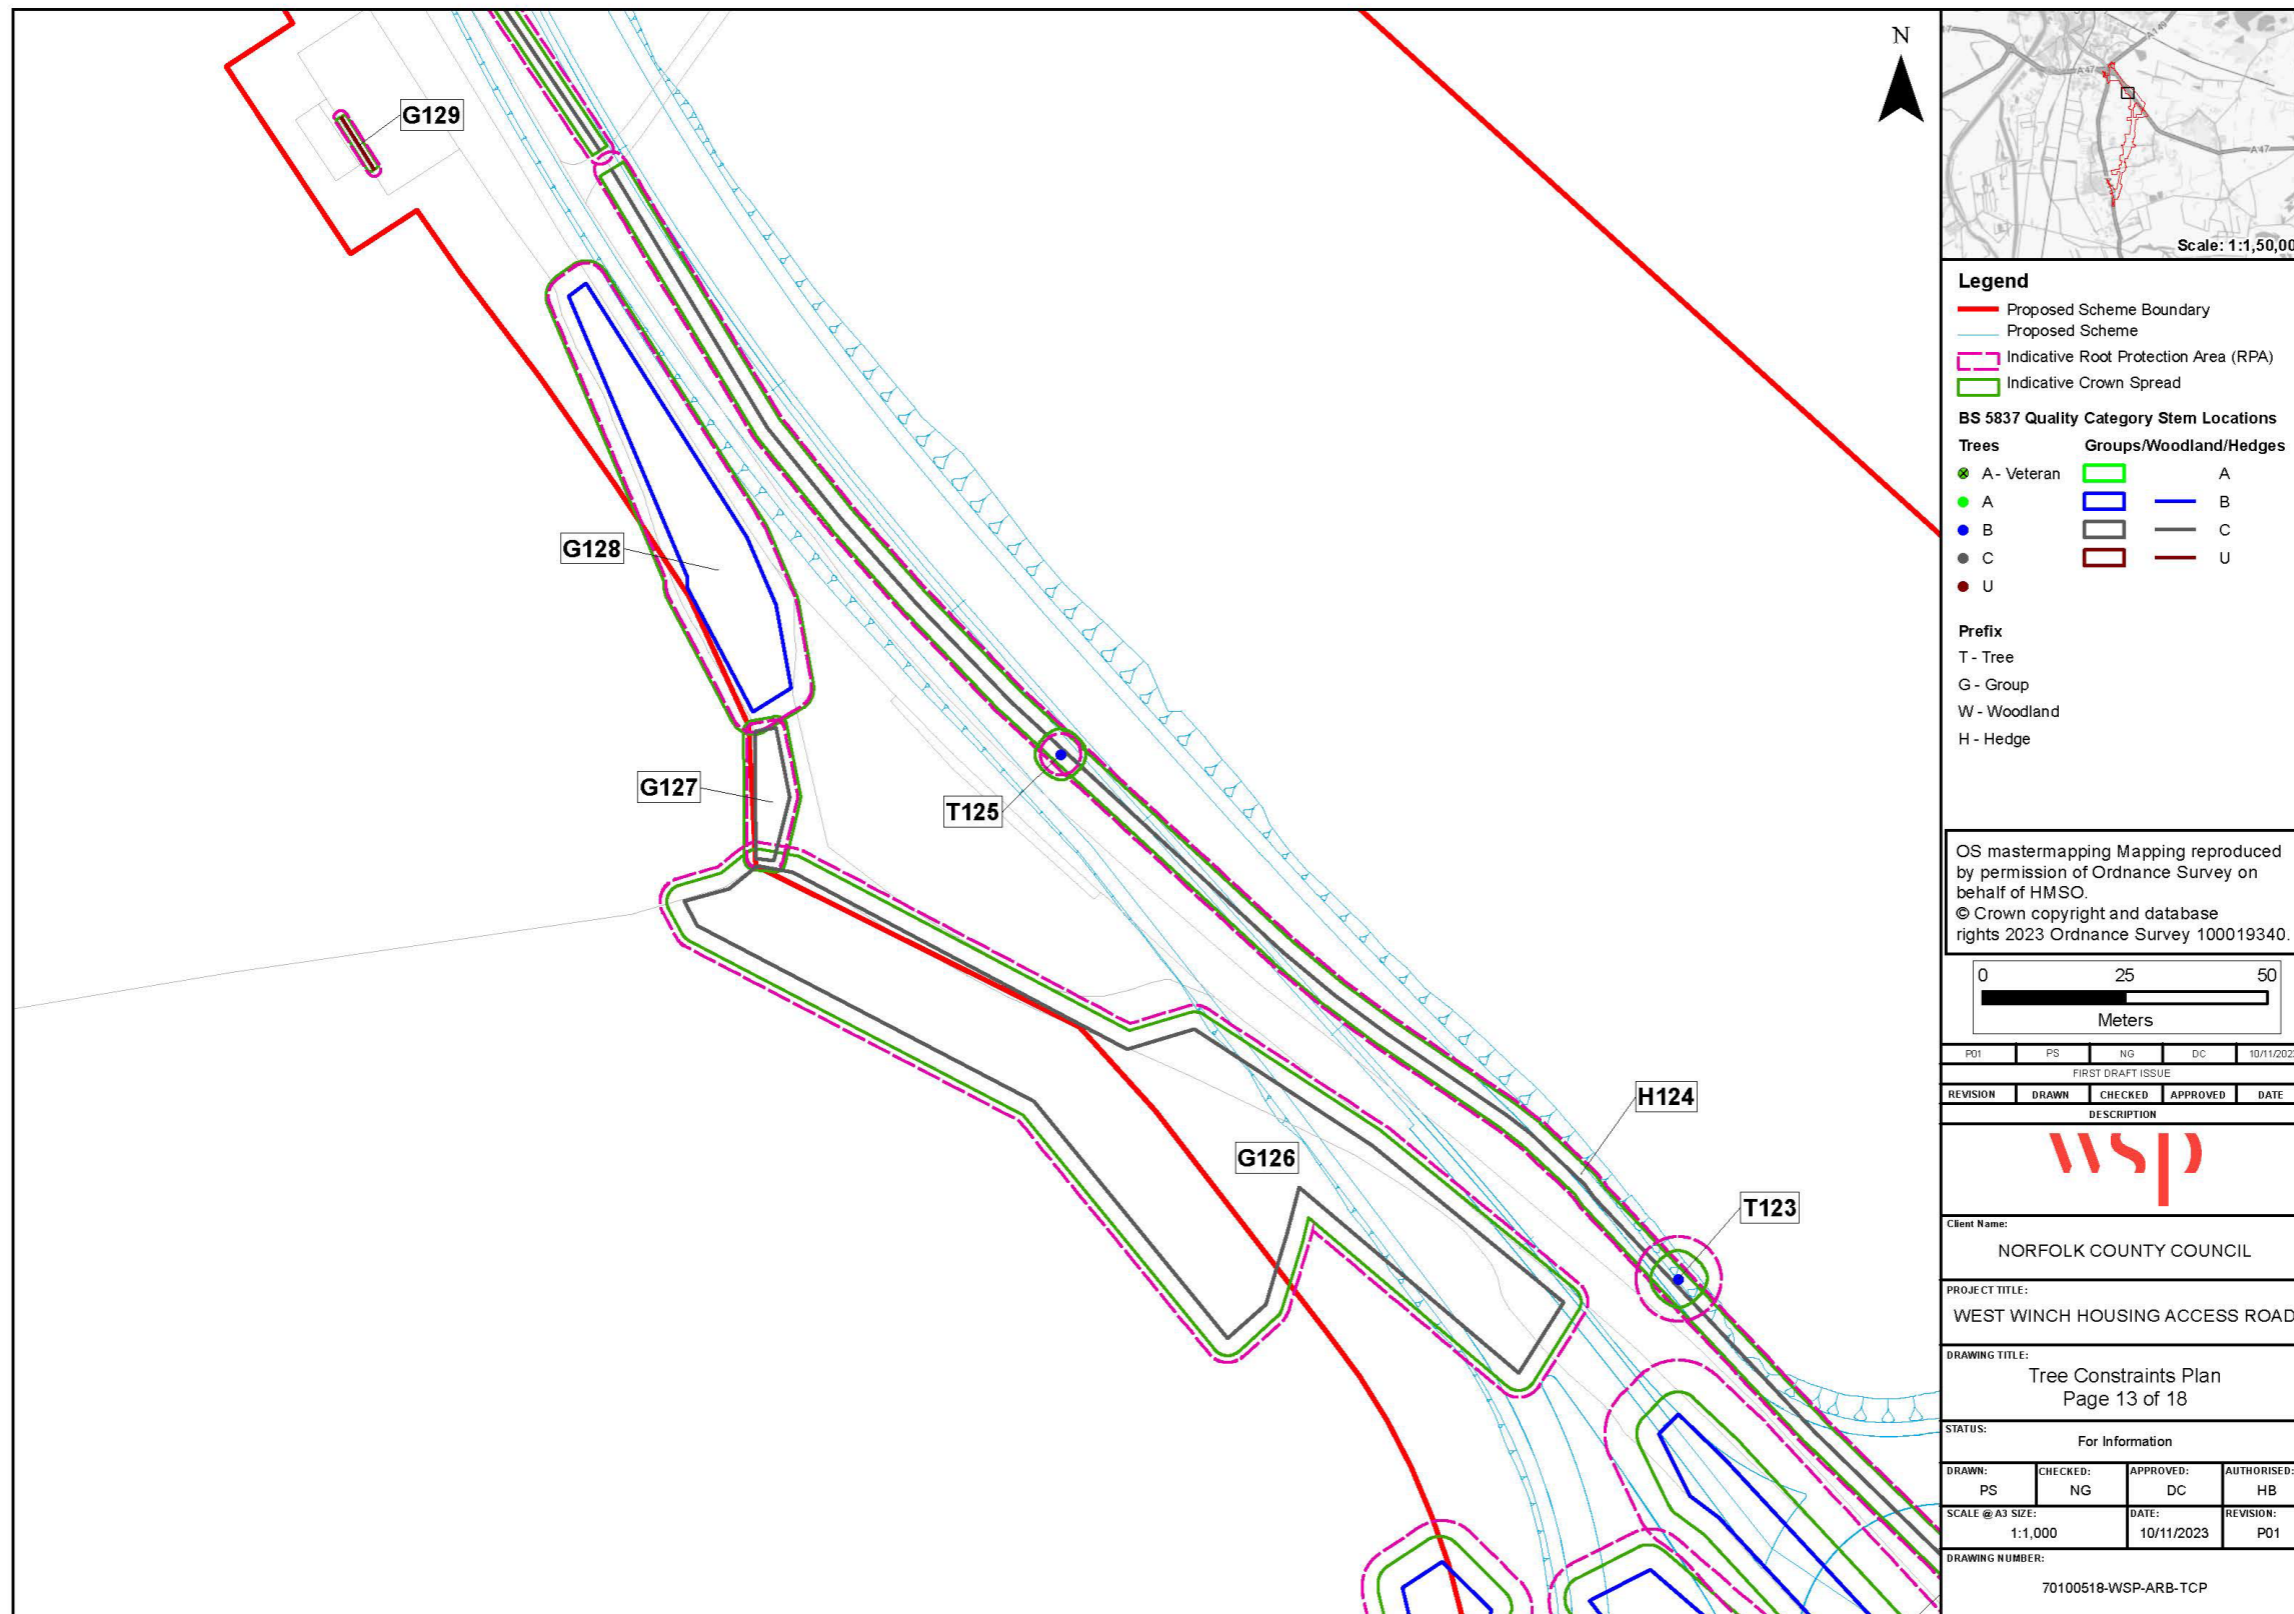 G129
G128
G127
T125
G126
H124
T123
N
A149
A47
A47
Scale: 1:1,50,00
Legend
Proposed Scheme Boundary
Proposed Scheme
Indicative Root Protection Area (RPA)
Indicative Crown Spread
BS 5837 Quality Category Stem Locations
Trees Groups/Woodland/Hedges
A - Veteran A
A B
B C
C U
U
Prefix
T - Tree
G - Group
W - Woodland
H - Hedge
OS mastermapping Mapping reproduced
by permission of Ordnance Survey on
behalf of HMSO.
© Crown copyright and database
rights 2023 Ordnance Survey 100019340.
0 25 50
Meters
P01 PS NG DC 10/11/202
FIRST DRAFT ISSUE
REVISION DRAWN CHECKED APPROVED DATE
DESCRIPTION
wsp
Client Name:
NORFOLK COUNTY COUNCIL
PROJECT TITLE:
WEST WINCH HOUSING ACCESS ROAD
DRAWING TITLE:
Tree Constraints Plan
Page 13 of 18
STATUS:
For Information
DRAWN: CHECKED: APPROVED: AUTHORISED:
PS NG DC HB
SCALE @ A3 SIZE: DATE: REVISION:
1:1,000 10/11/2023 P01
DRAWING NUMBER:
70100518-WSP-ARB-TCP